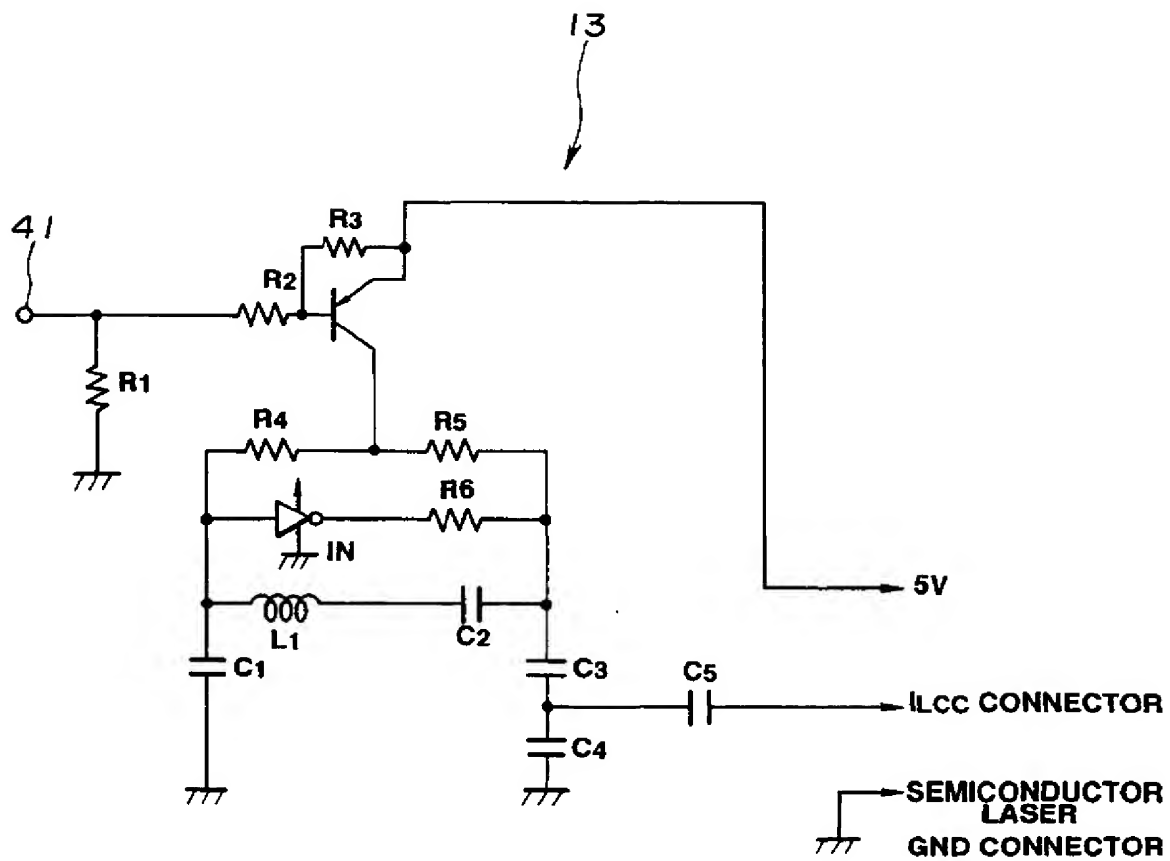 13
41
R3
R2
R1
R4
R5
R6
IN
L1
C2
5V
C1
C3
C5
ILCC CONNECTOR
C4
SEMICONDUCTOR
LASER
GND CONNECTOR